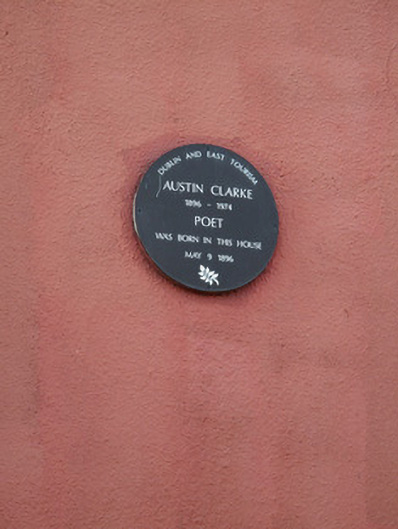 DUBLIN AND EAST TOURISM
AUSTIN CLARKE
1896 - 1974
POET
WAS BORN IN THIS HOUSE
MAY 9 1896